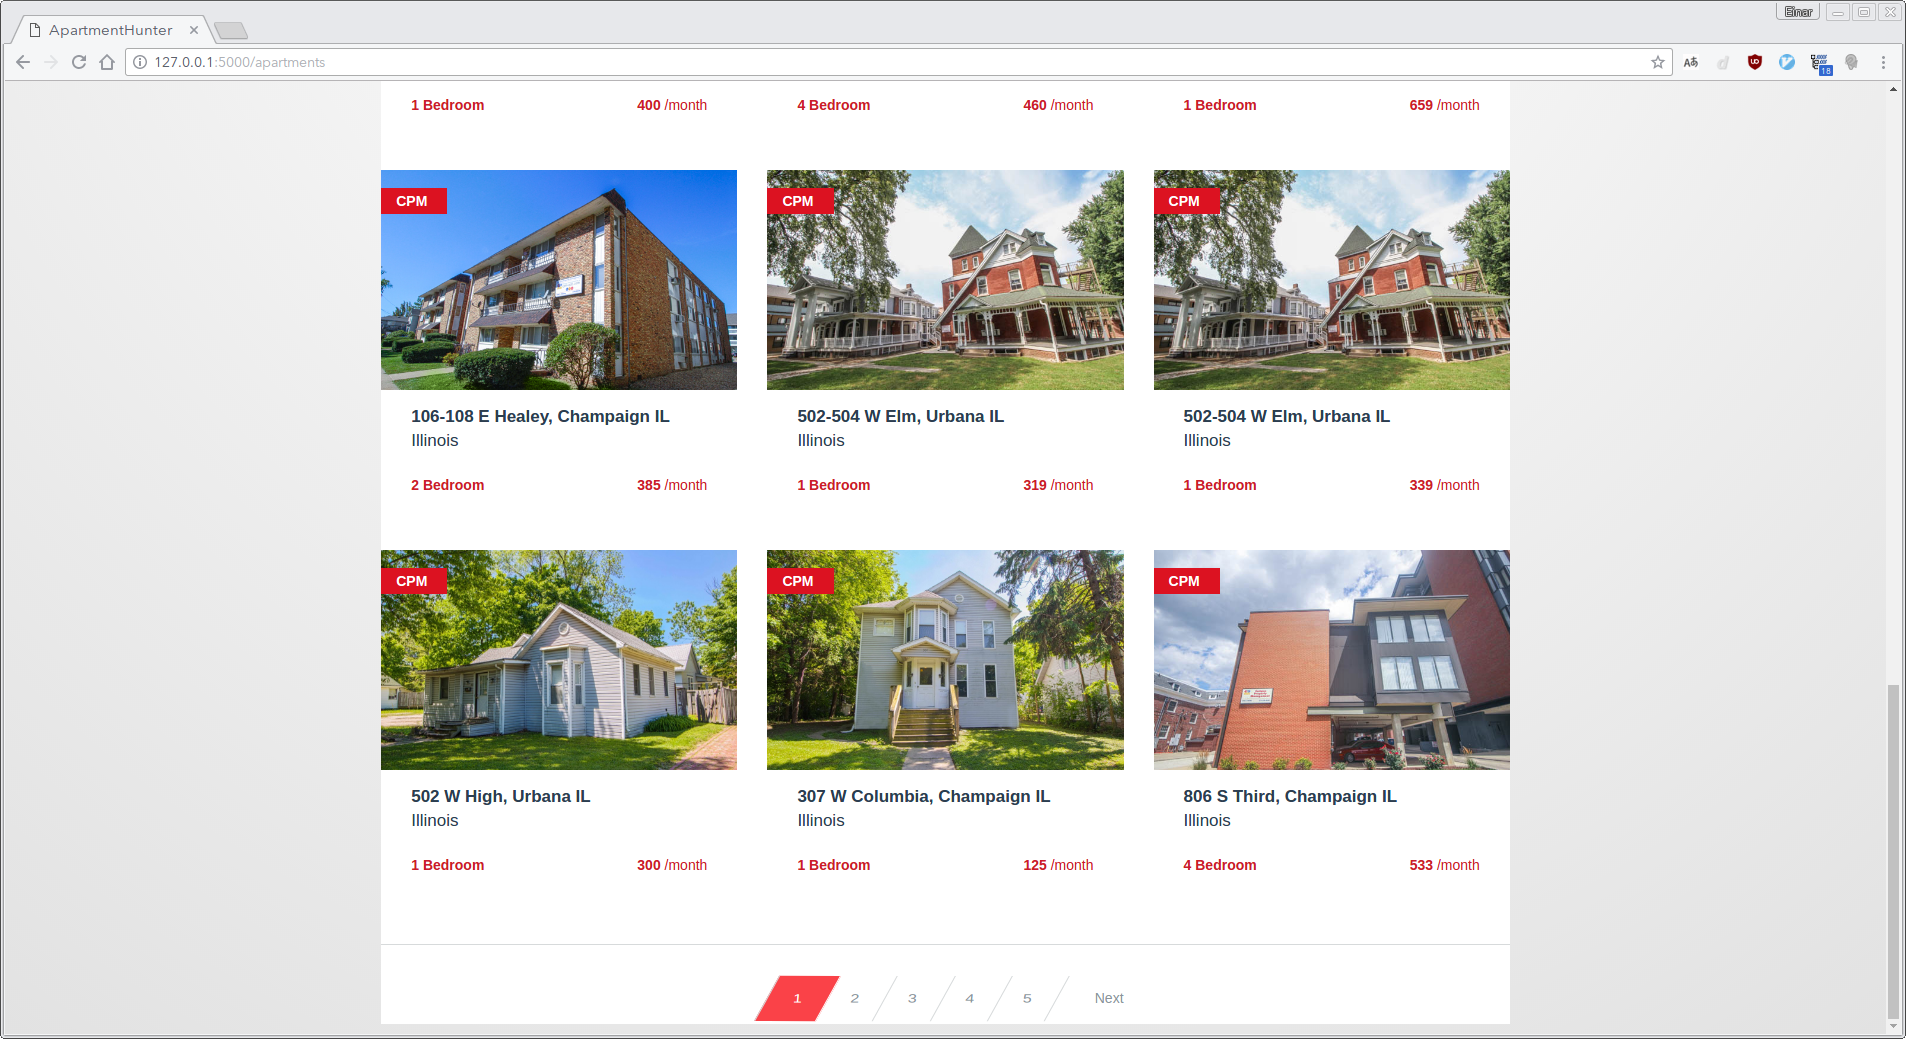 Einar
ApartmentHunter
127.0.0.1:5000/apartments
18
1 Bedroom 400 /month 4 Bedroom 460 /month 1 Bedroom 659 /month
CPM CPM CPM
106-108 E Healey, Champaign IL 502-504 W Elm, Urbana IL 502-504 W Elm, Urbana IL
Illinois Illinois Illinois
2 Bedroom 385 /month 1 Bedroom 319 /month 1 Bedroom 339 /month
CPM CPM CPM
502 W High, Urbana IL 307 W Columbia, Champaign IL 806 S Third, Champaign IL
Illinois Illinois Illinois
1 Bedroom 300 /month 1 Bedroom 125 /month 4 Bedroom 533 /month
1 2 3 4 5 Next